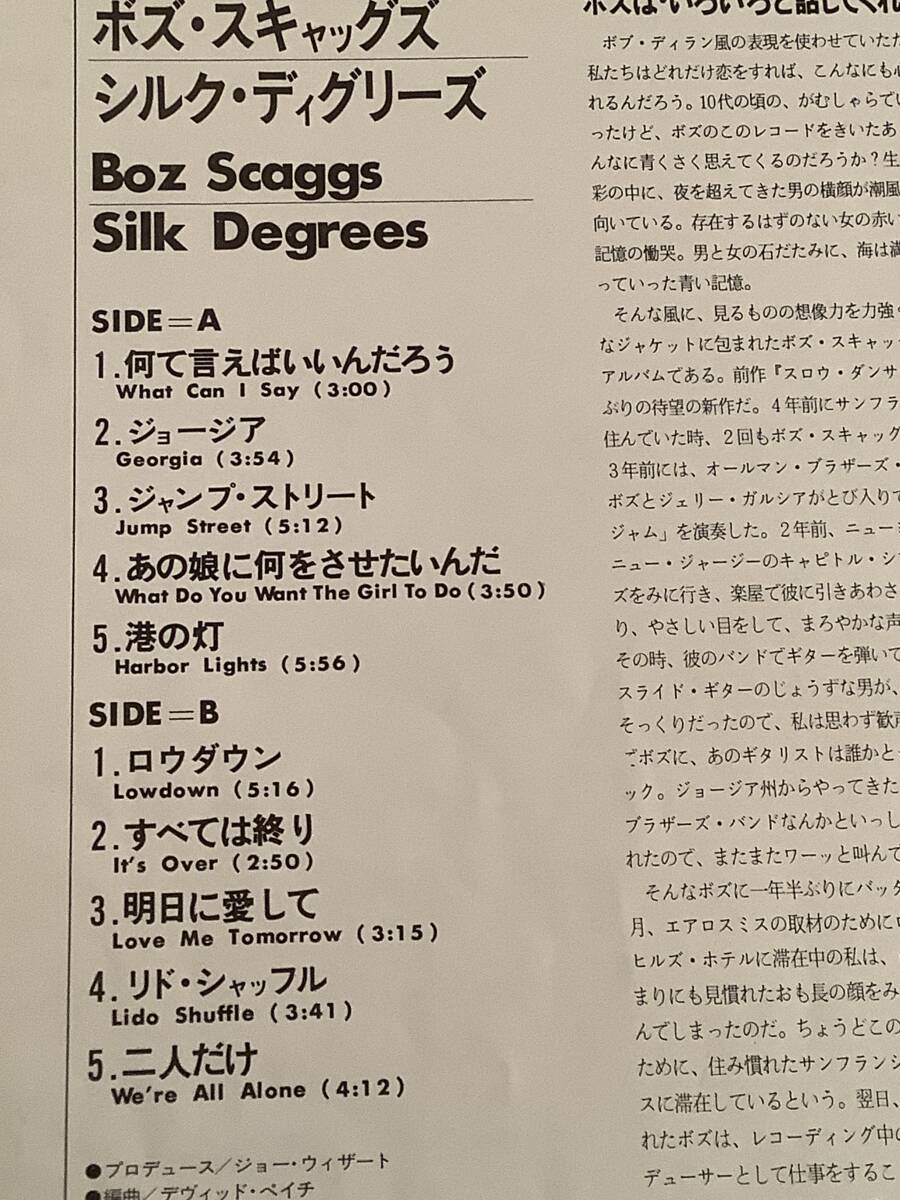 ボズ・スキャッグズ
シルク・ディグリーズ
Boz Scaggs
Silk Degrees
SIDE=A
1.何て言えばいいんだろう
What Can I Say (3:00)
2.ジョージア
Georgia (3:54)
3.ジャンプ・ストリート
Jump Street (5:12)
4.あの娘に何をさせたいんだ
What Do You Want The Girl To Do (3:50)
5.港の灯
Harbor Lights (5:56)
SIDE=B
1.ロウダウン
Lowdown (5:16)
2.すべては終り
It's Over (2:50)
3.明日に愛して
Love Me Tomorrow (3:15)
4.リド・シャッフル
Lido Shuffle (3:41)
5.二人だけ
We're All Alone (4:12)
●プロデュース/ジョー・ウィザート
●編曲/デヴィッド・ペイチ
ボズは・いろいろと話してくれ
ボブ・ディラン風の表現を使わせていただ
私たちはどれだけ恋をすれば、こんなにも心
れるんだろう。10代の頃の、がむしゃらでい
ったけど、ボズのこのレコードをきいたあ
んなに青くさく思えてくるのだろうか?生
彩の中に、夜を超えてきた男の横顔が潮風
向いている。存在するはずのない女の赤い
記憶の慟哭。男と女の石だたみに、海は満
っていった青い記憶。
そんな風に、見るものの想像力を力強く
なジャケットに包まれたボズ・スキャッ
アルバムである。前作『スロウ・ダンサ
ぶりの待望の新作だ。4年前にサンフラ
住んでいた時、2回もボズ・スキャッグ
3年前には、オールマン・ブラザーズ・
ボズとジェリー・ガルシアがとび入りで
ジャム」を演奏した。2年前、ニュー
ニュー・ジャージーのキャピトル・シ
ズをみに行き、楽屋で彼に引きあわさ
り、やさしい目をして、まろやかな声
その時、彼のバンドでギターを弾いて
スライド・ギターのじょうずな男が、
そっくりだったので、私は思わず歓声
でボズに、あのギタリストは誰かと
ック。ジョージア州からやってきた
ブラザーズ・バンドなんかといっし
れたので、またまたワーッと叫んで
そんなボズに一年半ぶりにバッタ
月、エアロスミスの取材のためにロ
ヒルズ・ホテルに滞在中の私は、
まりにも見慣れたおも長の顔をみ
んでしまったのだ。ちょうどこの
ために、住み慣れたサンフランシ
スに滞在しているという。翌日、
れたボズは、レコーディング中の
デューサーとして仕事をするこ